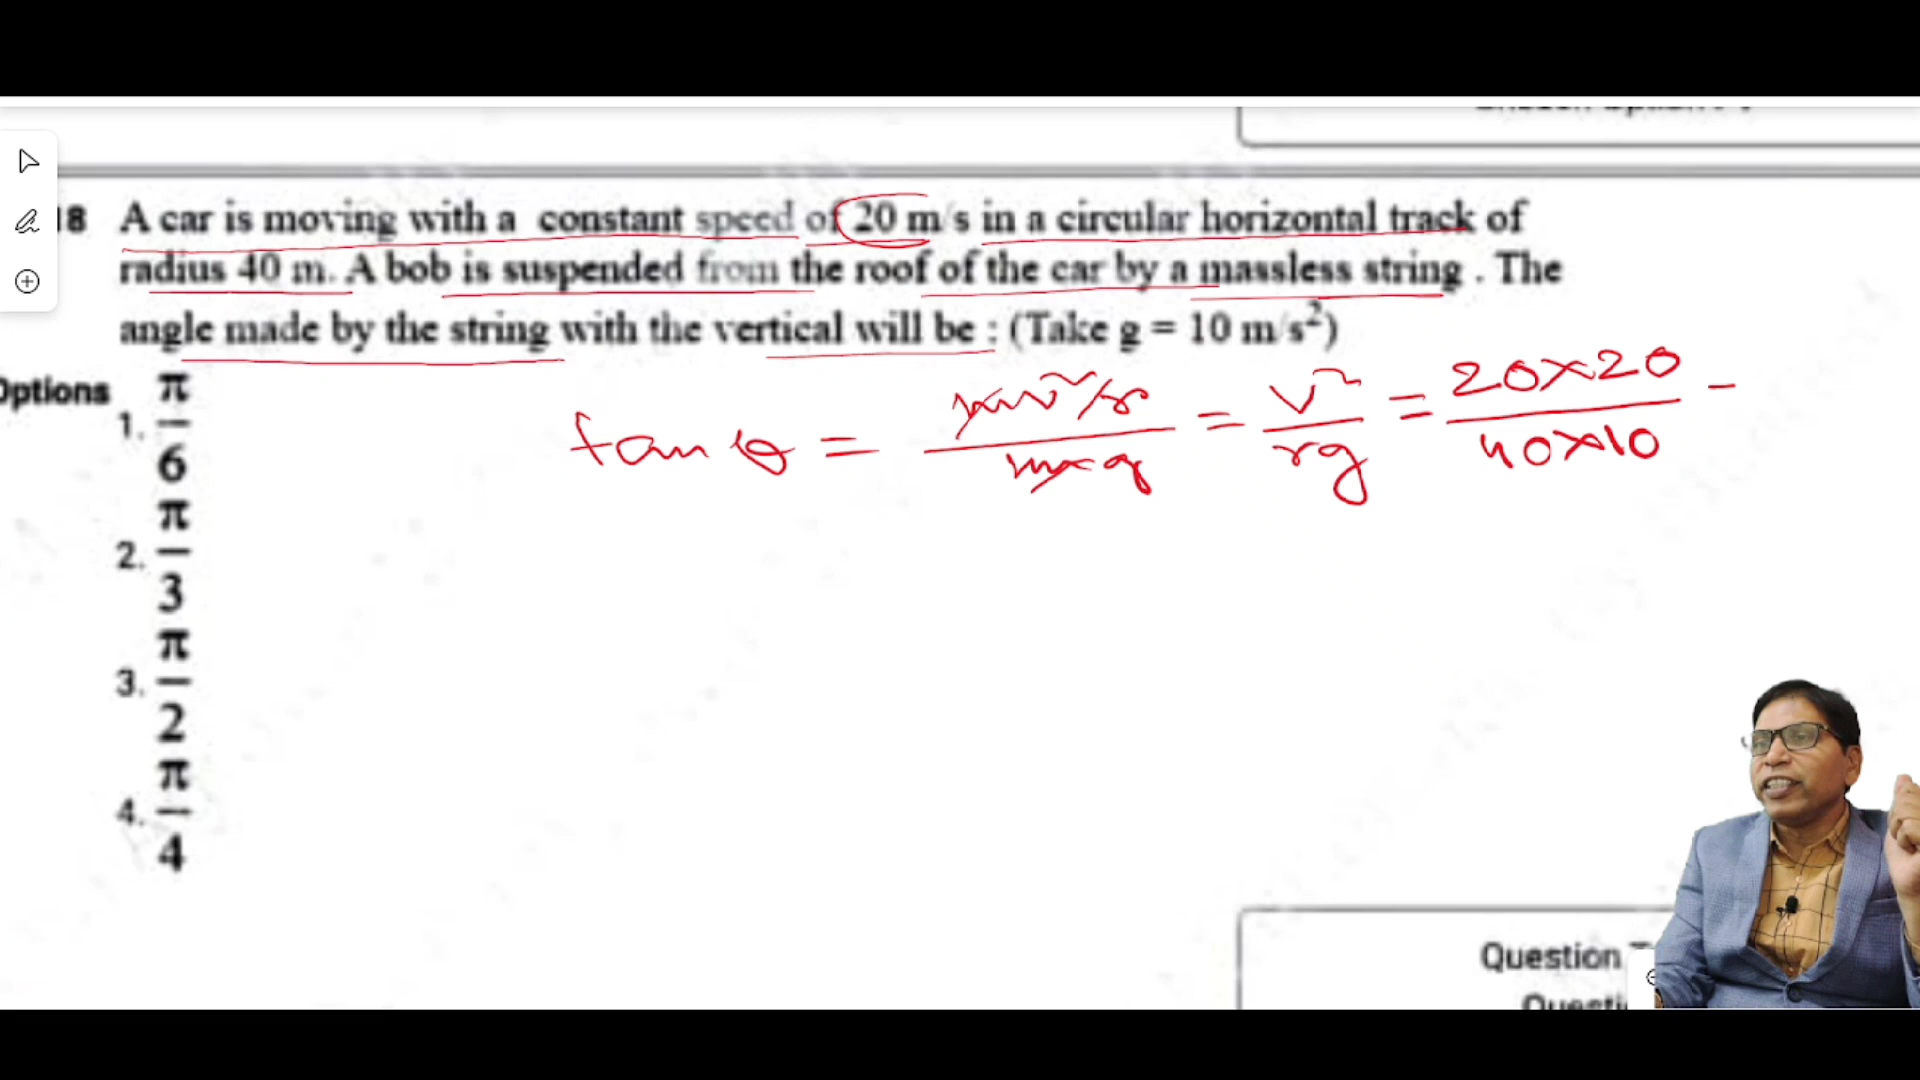 18 A car is moving with a constant speed of 20 m/s in a circular horizontal track of
radius 40 m. A bob is suspended from the roof of the car by a massless string . The
angle made by the string with the vertical will be : (Take g = 10 m/s²)
Options
1. π/6
2. π/3
3. π/2
4. π/4
tan θ = mv²/r / m×g = v²/rg = 20×20/40×10 =
Question